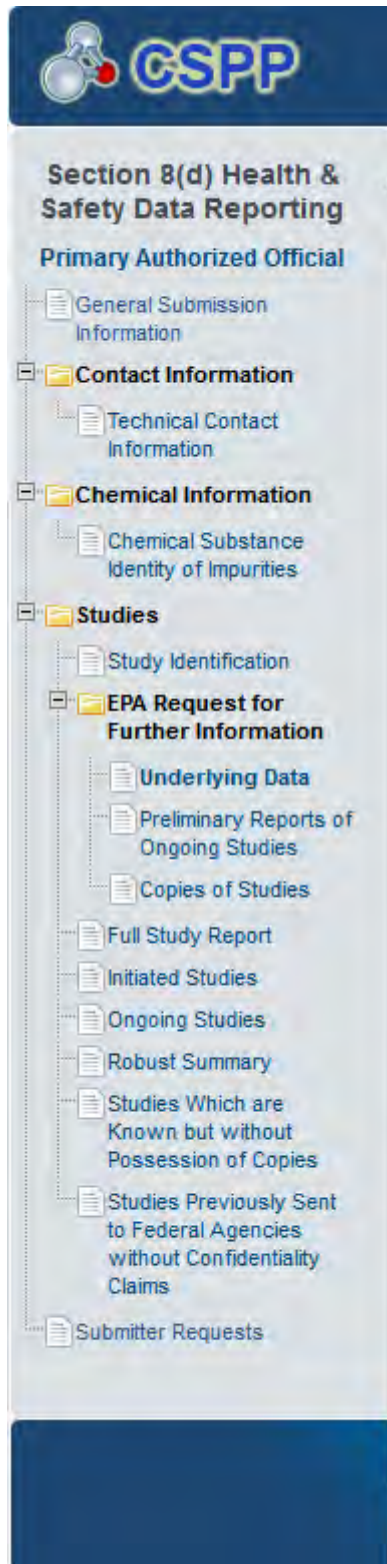 CSPP
Section 8(d) Health &
Safety Data Reporting
Primary Authorized Official
General Submission
Information
Contact Information
Technical Contact
Information
Chemical Information
Chemical Substance
Identity of Impurities
Studies
Study Identification
EPA Request for
Further Information
Underlying Data
Preliminary Reports of
Ongoing Studies
Copies of Studies
Full Study Report
Initiated Studies
Ongoing Studies
Robust Summary
Studies Which are
Known but without
Possession of Copies
Studies Previously Sent
to Federal Agencies
without Confidentiality
Claims
Submitter Requests